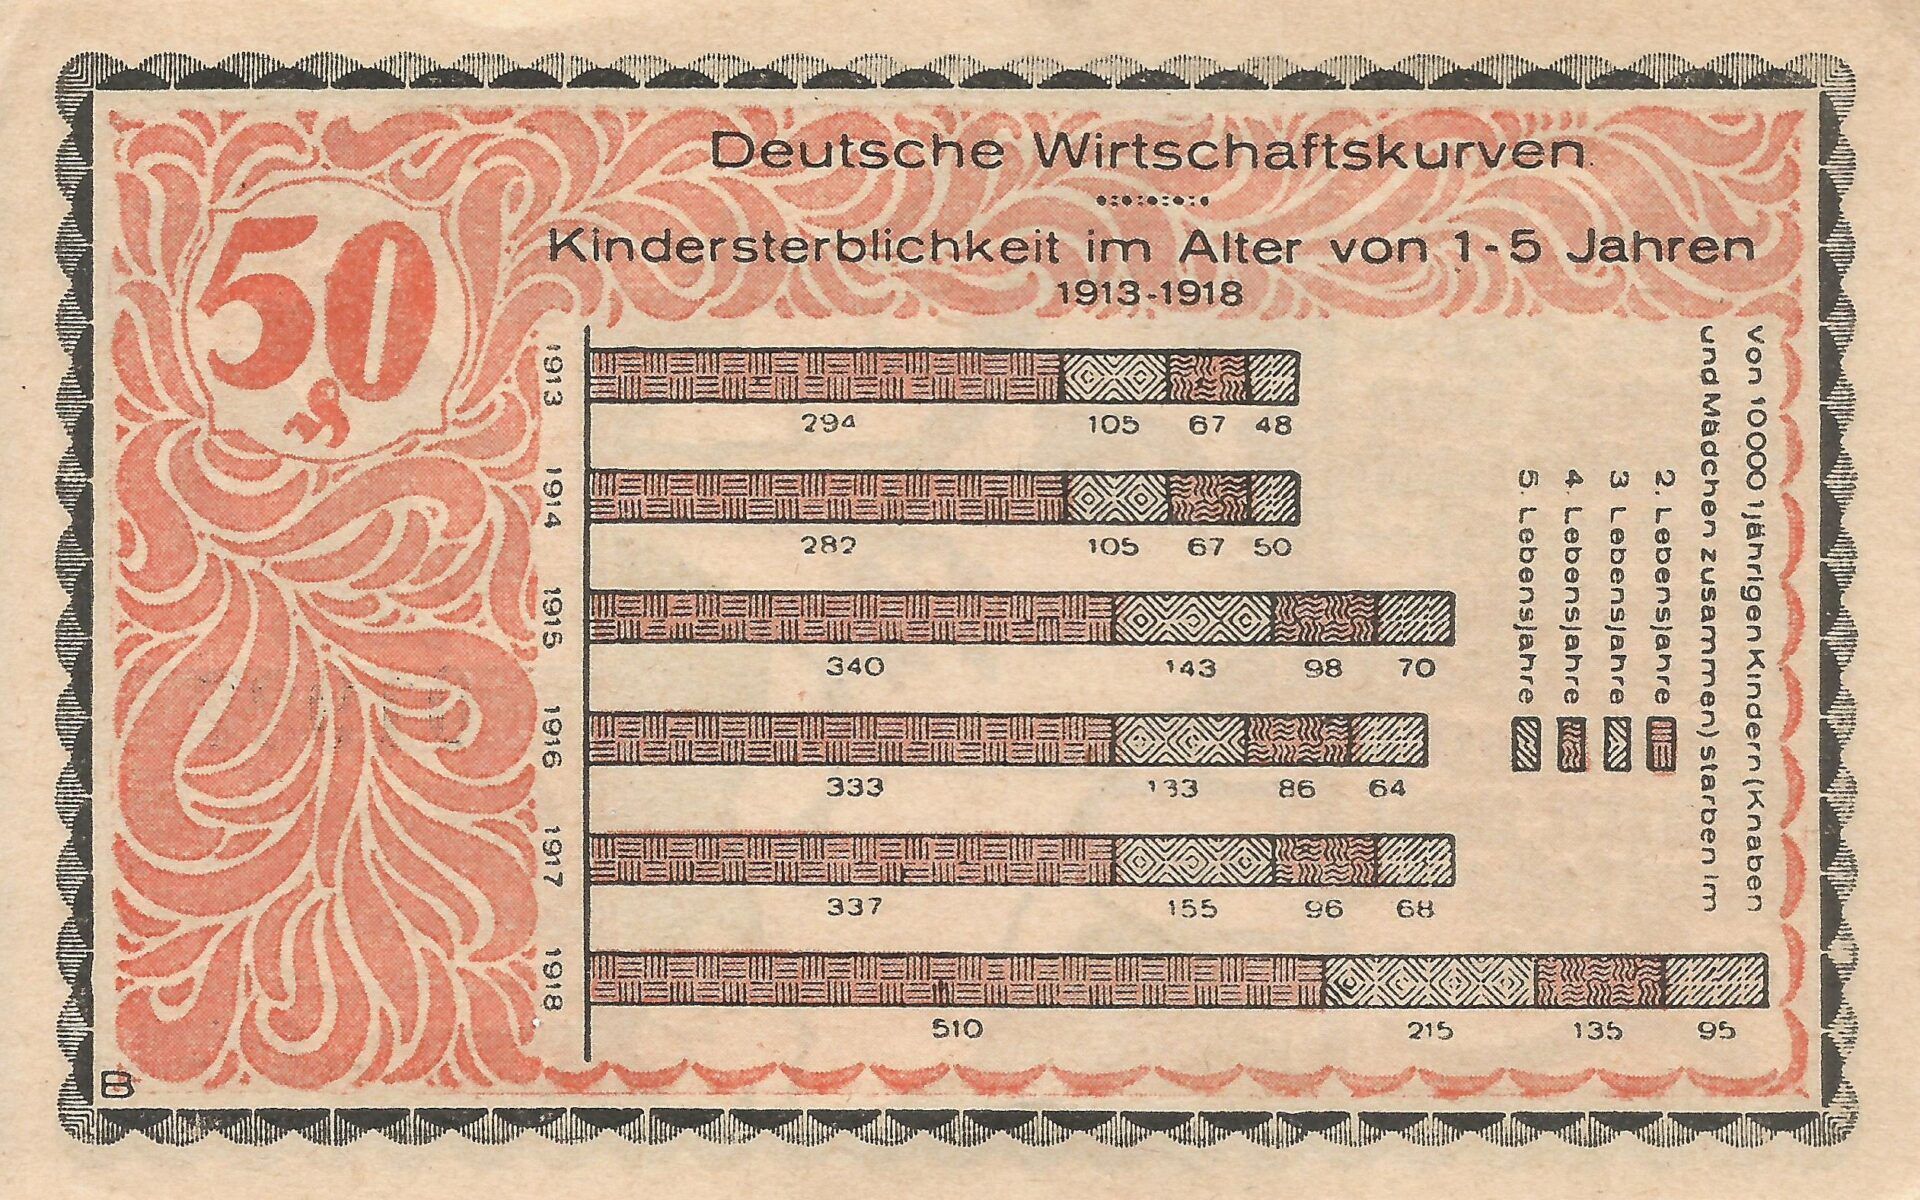 Deutsche Wirtschaftskurven.
Kindersterblichkeit im Alter von 1-5 Jahren
1913-1918
50
Pf
1913
294 105 67 48
1914
282 105 67 50
1915
340 143 98 70
1916
333 133 86 64
1917
337 155 96 68
1918
510 215 135 95
Von 10000 1jährigen Kindern (Knaben
und Mädchen zusammen) starben im
2. Lebensjahre
3. Lebensjahre
4. Lebensjahre
5. Lebensjahre
B